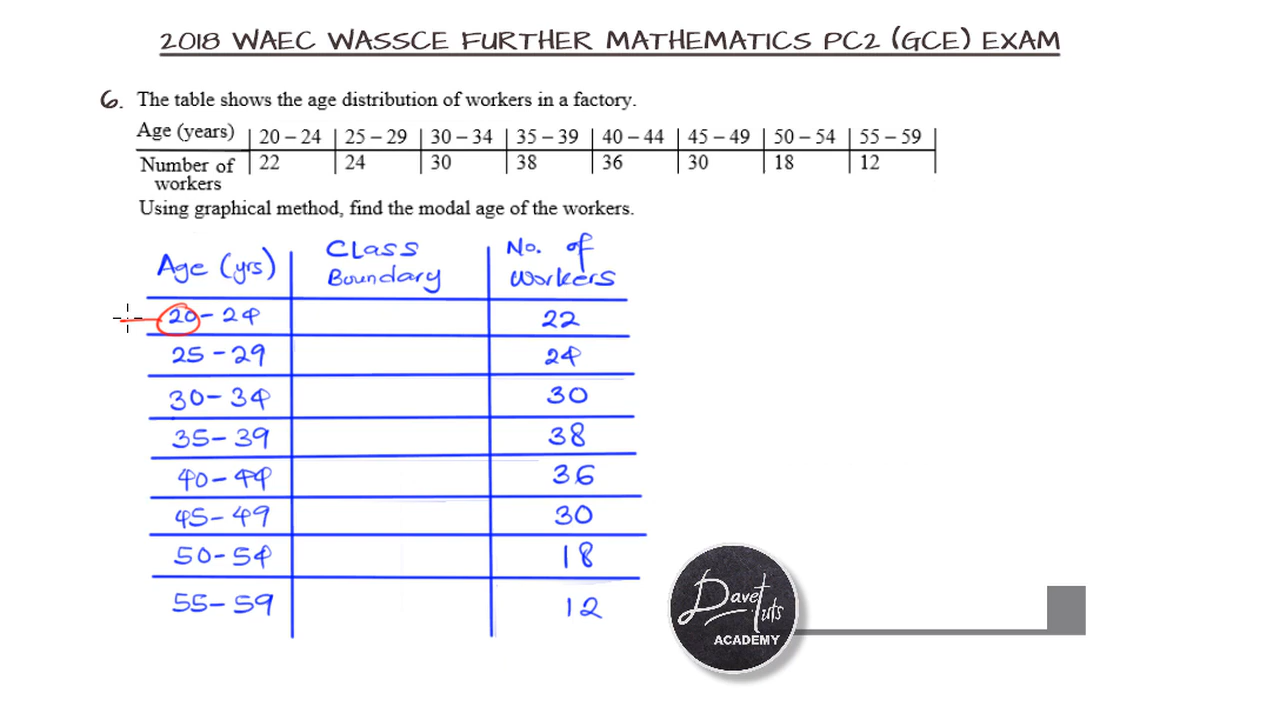 2018 WAEC WASSCE FURTHER MATHEMATICS PC2 (GCE) EXAM
6. The table shows the age distribution of workers in a factory.
Age (years) 20 – 24 25 – 29 30 – 34 35 – 39 40 – 44 45 – 49 50 – 54 55 – 59
Number of workers 22 24 30 38 36 30 18 12
Using graphical method, find the modal age of the workers.
Age (yrs) Class Boundary No. of workers
20 - 24 22
25 - 29 24
30 - 34 30
35 - 39 38
40 - 44 36
45 - 49 30
50 - 54 18
55 - 59 12
Dave Tuts
ACADEMY